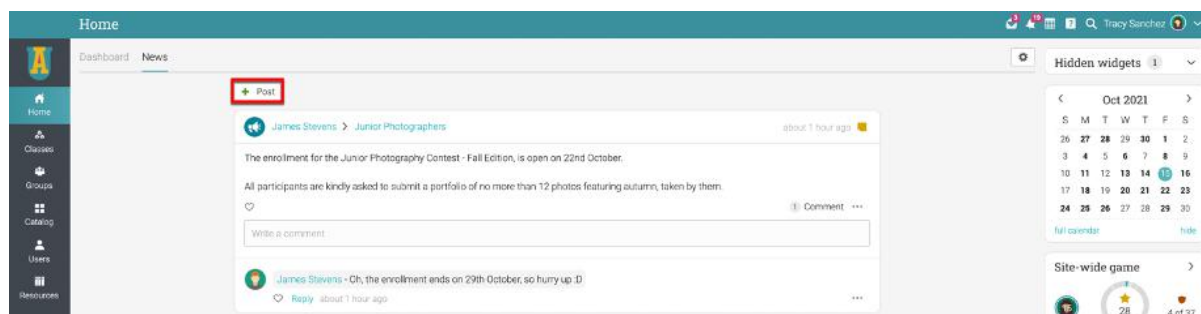 Home
3
19
7
Tracy Sanchez
Dashboard News
Hidden widgets 1
+ Post
James Stevens > Junior Photographers
about 1 hour ago
The enrollment for the Junior Photography Contest - Fall Edition, is open on 22nd October.
All participants are kindly asked to submit a portfolio of no more than 12 photos featuring autumn, taken by them.
1 Comment
Write a comment
James Stevens - Oh, the enrollment ends on 29th October, so hurry up :D
Reply about 1 hour ago
Home
Classes
Groups
Catalog
Users
Resources
Oct 2021
S M T W T F S
26 27 28 29 30 1 2
3 4 5 6 7 8 9
10 11 12 13 14 15 16
17 18 19 20 21 22 23
24 25 26 27 28 29 30
full calendar hide
Site-wide game
28
4 of 37